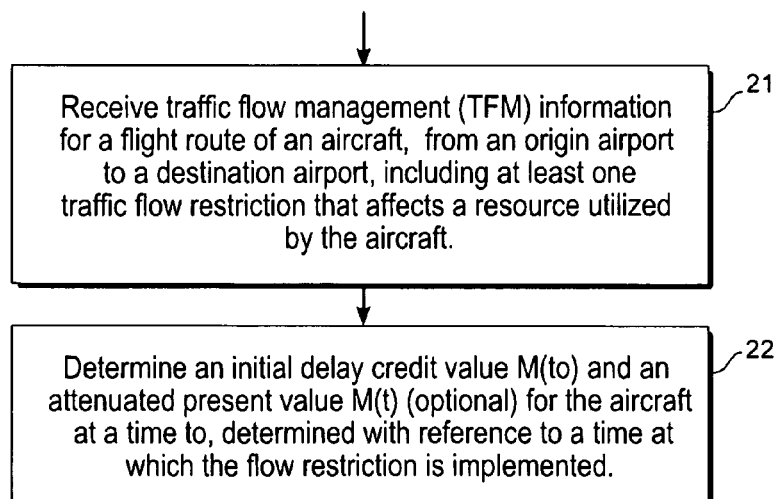 21
Receive traffic flow management (TFM) information
for a flight route of an aircraft, from an origin airport
to a destination airport, including at least one
traffic flow restriction that affects a resource utilized
by the aircraft.
22
Determine an initial delay credit value M(to) and an
attenuated present value M(t) (optional) for the aircraft
at a time to, determined with reference to a time at
which the flow restriction is implemented.